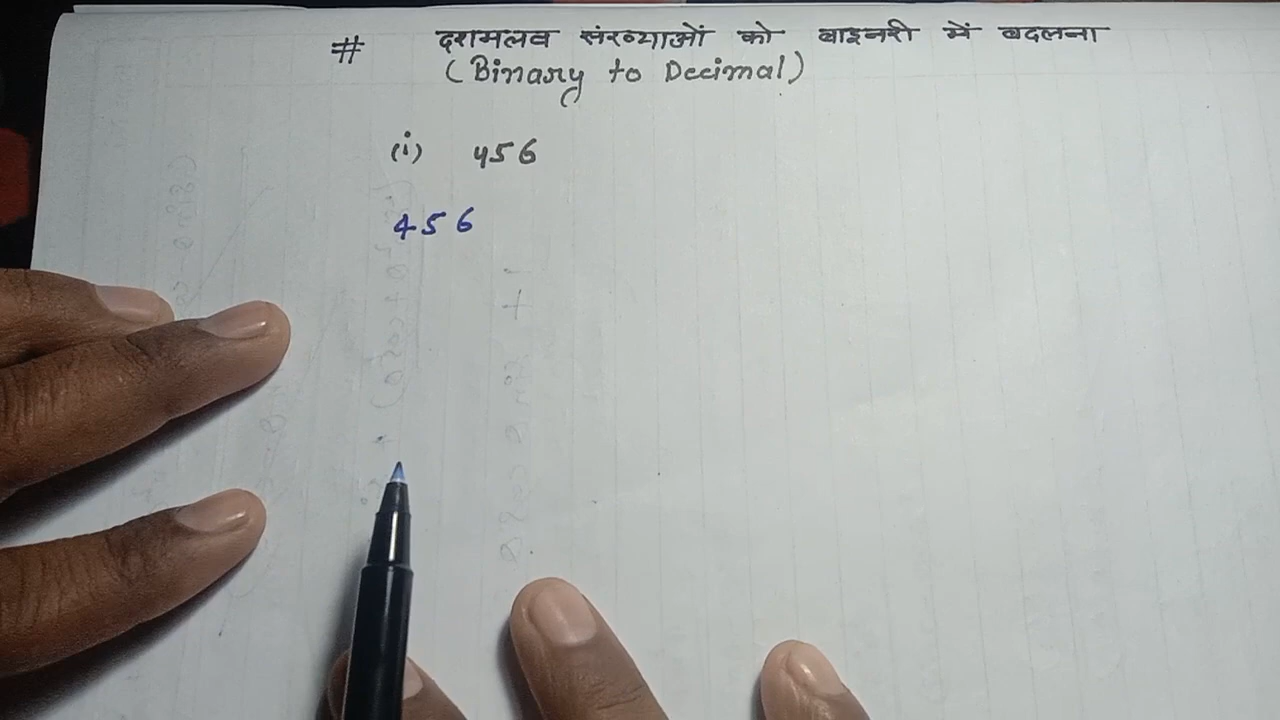 # दशमलव संख्याओं को बाइनरी में बदलना
(Binary to Decimal)
(i) 456
456